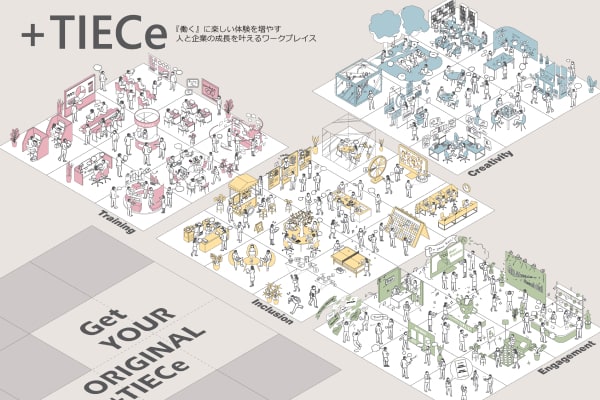 +TIECe
『働く』に楽しい体験を増やす
人と企業の成長を叶えるワークプレイス
Creativity
Training
Inclusion
Engagement
Get
YOUR
ORIGINAL
+TIECe